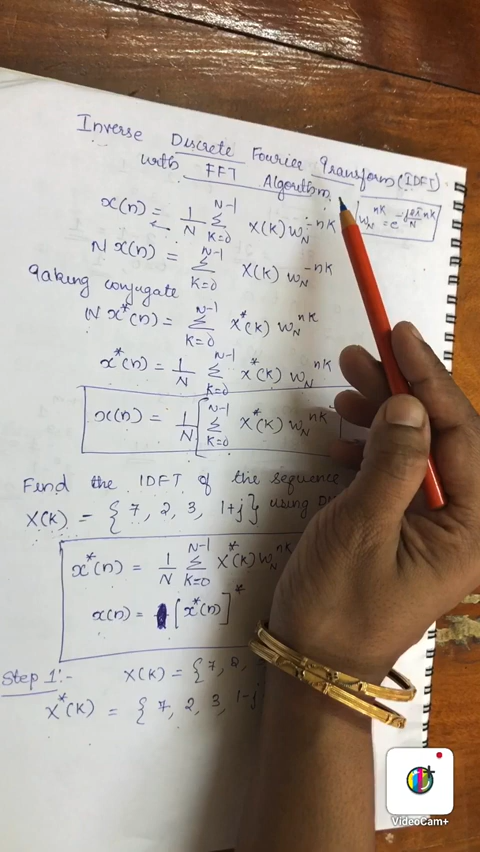 Inverse Discrete Fourier Transform (IDFT)
with FFT Algorithm.
x(n) = 1/N Σ_{K=0}^{N-1} X(K) W_N^{-nK}
W_N^{nK} = e^{-j2π/N nK}
N x(n) = Σ_{K=0}^{N-1} X(K) W_N^{-nK}
Taking conjugate
N x*(n) = Σ_{K=0}^{N-1} X*(K) W_N^{nK}
x*(n) = 1/N Σ_{K=0}^{N-1} X*(K) W_N^{nK}
x(n) = 1/N [ Σ_{K=0}^{N-1} X*(K) W_N^{nK}
Find the IDFT of the sequence
X(K) = { 7, 2, 3, 1+j} using
x*(n) = 1/N Σ_{K=0}^{N-1} X*(K) W_N^{nK}
x(n) = [x*(n)]*
Step 1:- X(K) = { 7, 2,
X*(K) = { 7, 2, 3, 1-j
VideoCam+